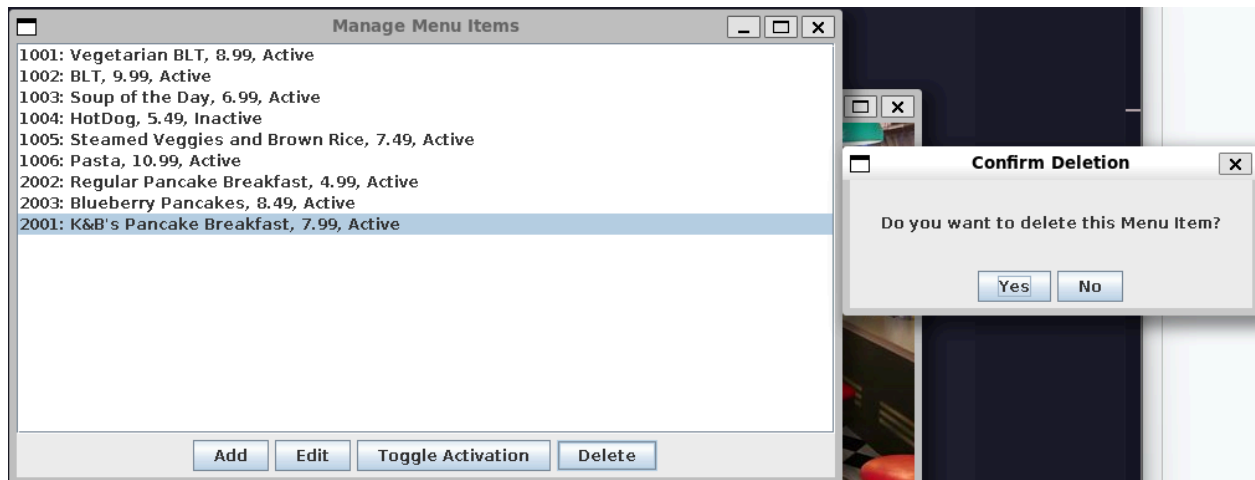 Manage Menu Items
1001: Vegetarian BLT, 8.99, Active
1002: BLT, 9.99, Active
1003: Soup of the Day, 6.99, Active
1004: HotDog, 5.49, Inactive
1005: Steamed Veggies and Brown Rice, 7.49, Active
1006: Pasta, 10.99, Active
2002: Regular Pancake Breakfast, 4.99, Active
2003: Blueberry Pancakes, 8.49, Active
2001: K&B's Pancake Breakfast, 7.99, Active
Add Edit Toggle Activation Delete
Confirm Deletion
Do you want to delete this Menu Item?
Yes No